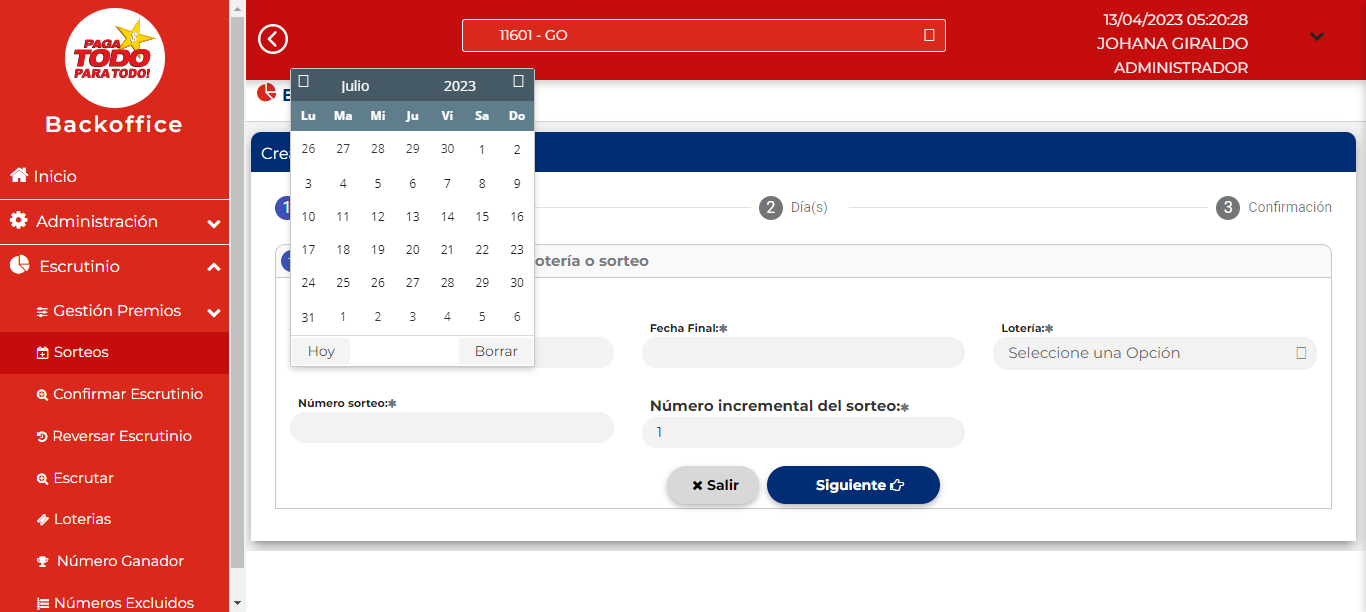 PAGA
TODO
PARA TODO!
Backoffice
Inicio
Administración
Escrutinio
Gestión Premios
Sorteos
Confirmar Escrutinio
Reversar Escrutinio
Escrutar
Loterias
Número Ganador
Números Excluidos
11601 - GO
13/04/2023 05:20:28
JOHANA GIRALDO
ADMINISTRADOR
Julio 2023
Lu Ma Mi Ju Vi Sa Do
26 27 28 29 30 1 2
3 4 5 6 7 8 9
10 11 12 13 14 15 16
17 18 19 20 21 22 23
24 25 26 27 28 29 30
31 1 2 3 4 5 6
Hoy Borrar
1
2 Día(s)
3 Confirmación
otería o sorteo
Fecha Final:*
Lotería:*
Seleccione una Opción
Número sorteo:*
Número incremental del sorteo:*
1
Salir
Siguiente